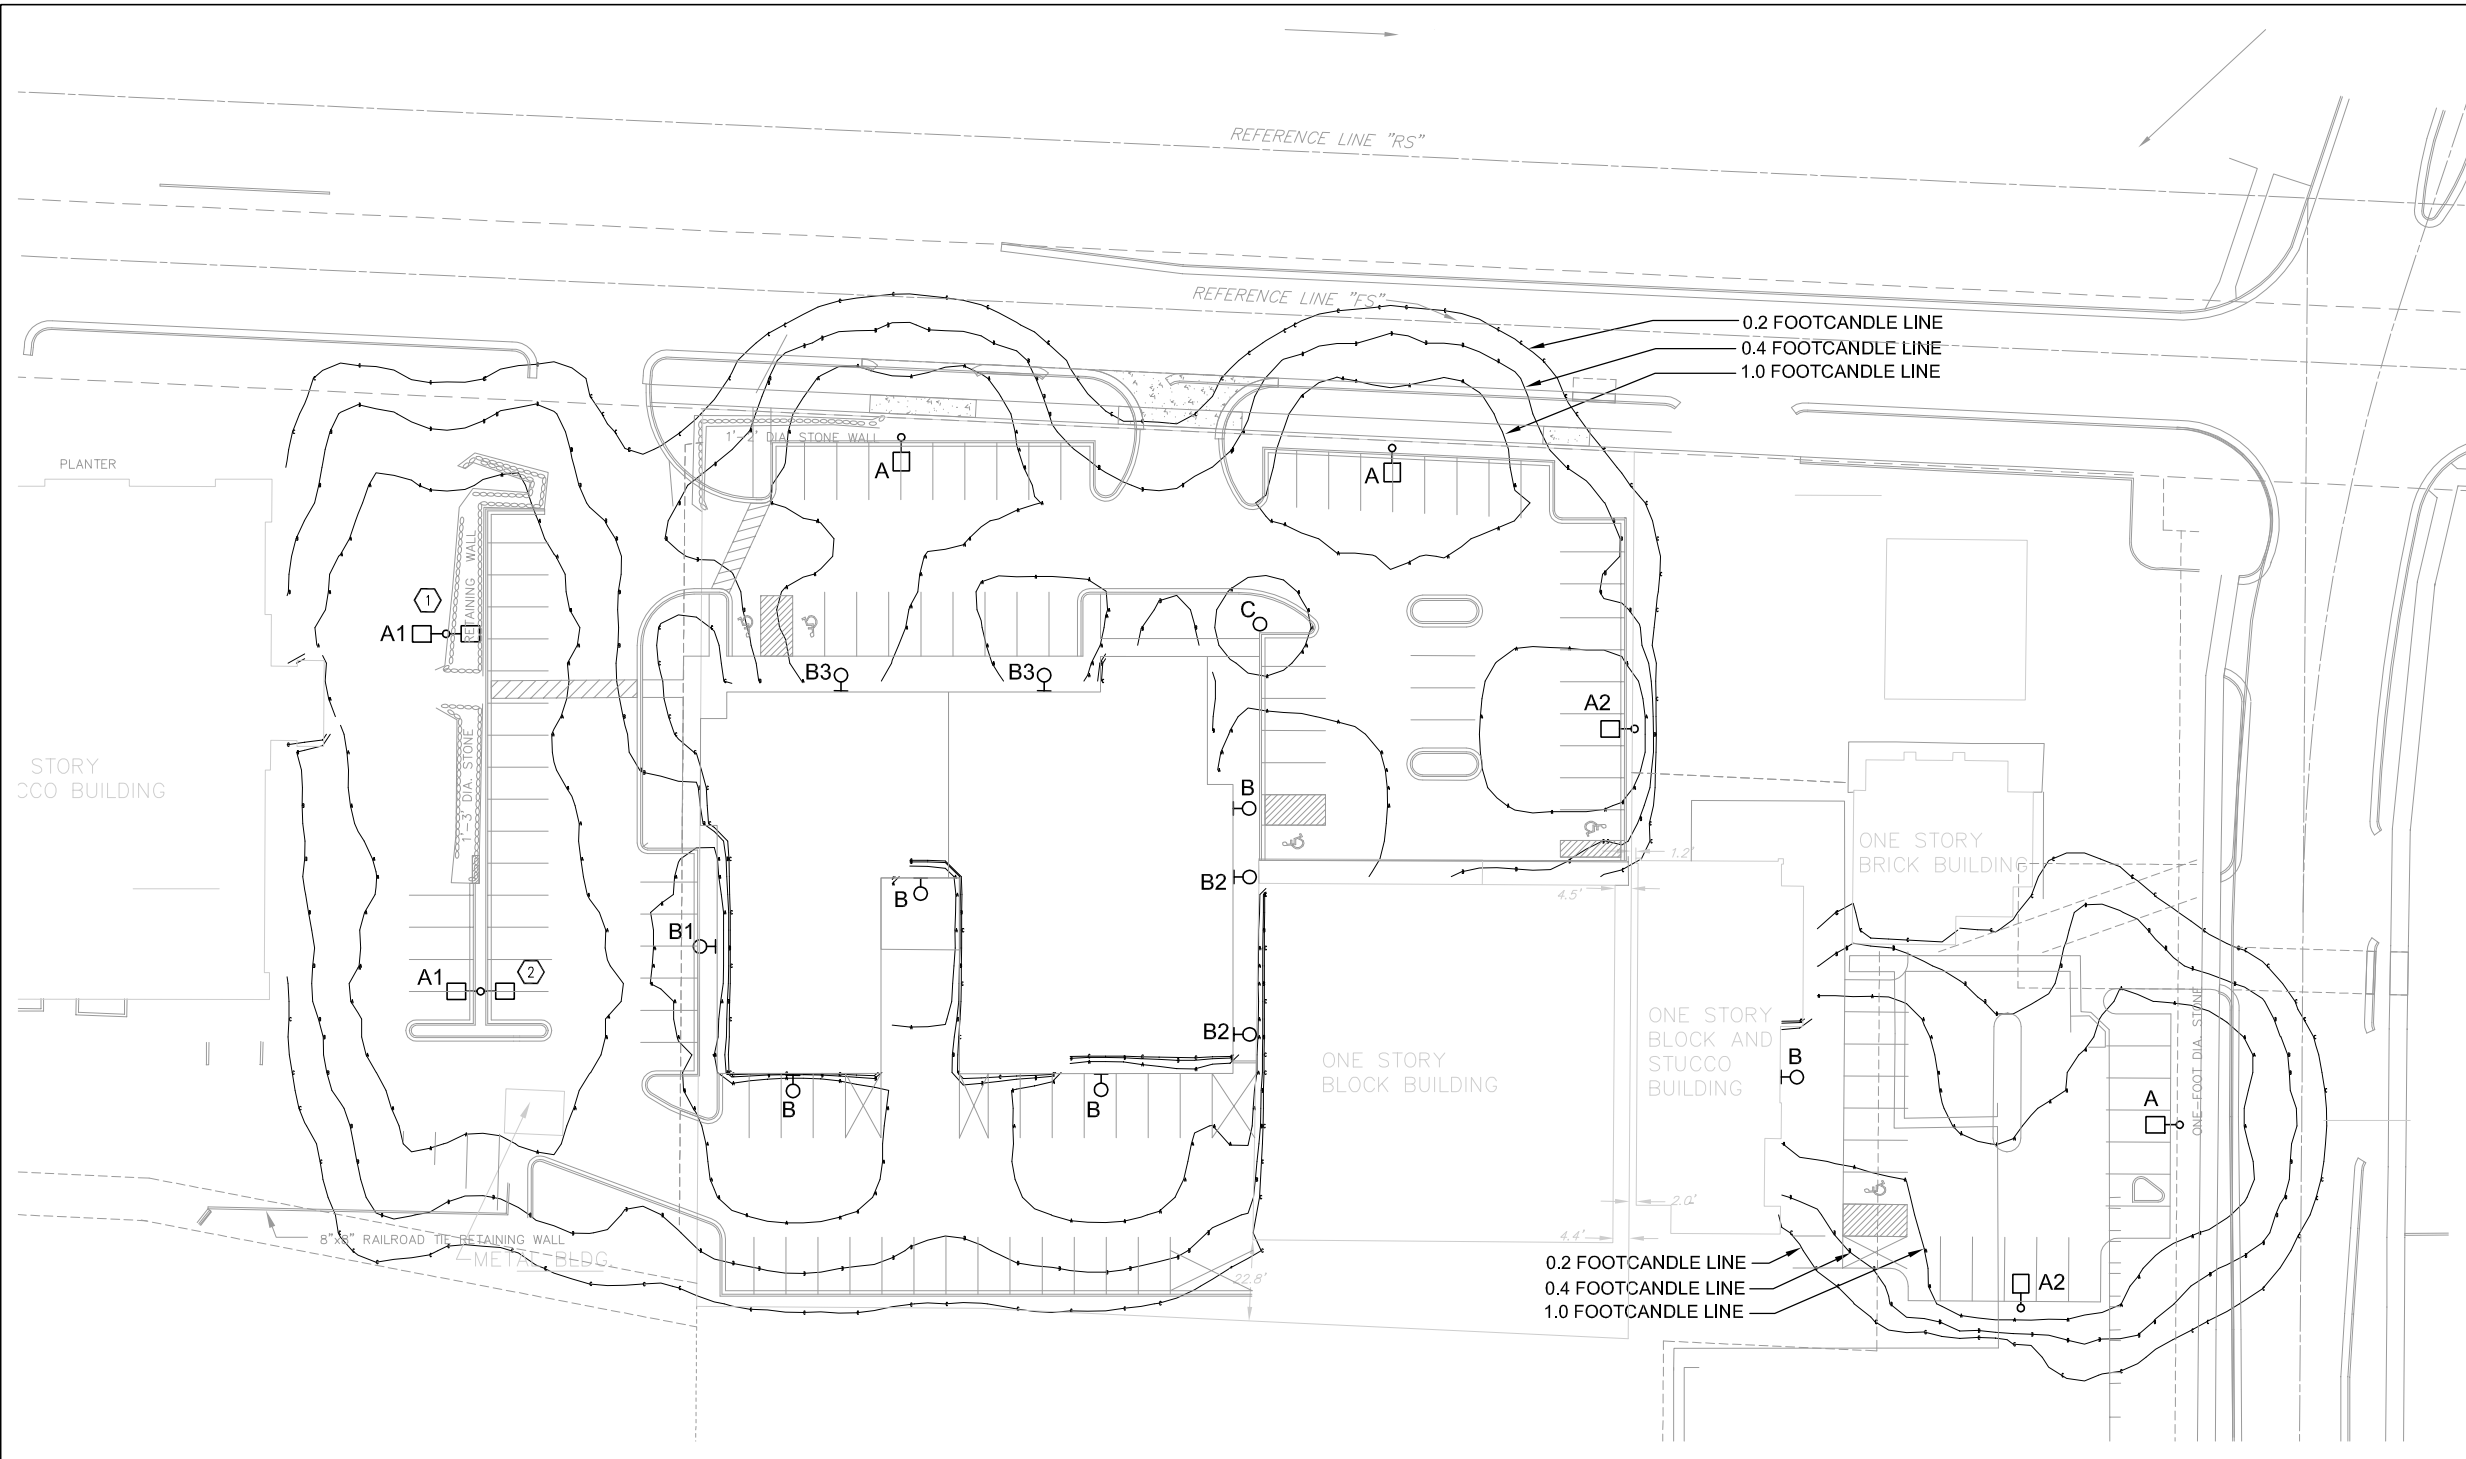 REFERENCE LINE "RS"
REFERENCE LINE "FS"
0.2 FOOTCANDLE LINE
0.4 FOOTCANDLE LINE
1.0 FOOTCANDLE LINE
1'-2' DIA. STONE WALL
PLANTER
A
A
RETAINING WALL
1
A1
C
B3
B3
A2
STORY
CCO BUILDING
1'-3' DIA. STONE
B
ONE STORY
BRICK BUILDING
1.2'
B2
4.5'
B
B1
A1
2
B2
ONE STORY
BLOCK AND
STUCCO
BUILDING
ONE STORY
BLOCK BUILDING
B
B
B
A
ONE-FOOT DIA. STONE
2.0'
4.4'
8"x8" RAILROAD TIE RETAINING WALL
METAL BLDG.
22.8'
0.2 FOOTCANDLE LINE
0.4 FOOTCANDLE LINE
1.0 FOOTCANDLE LINE
A2